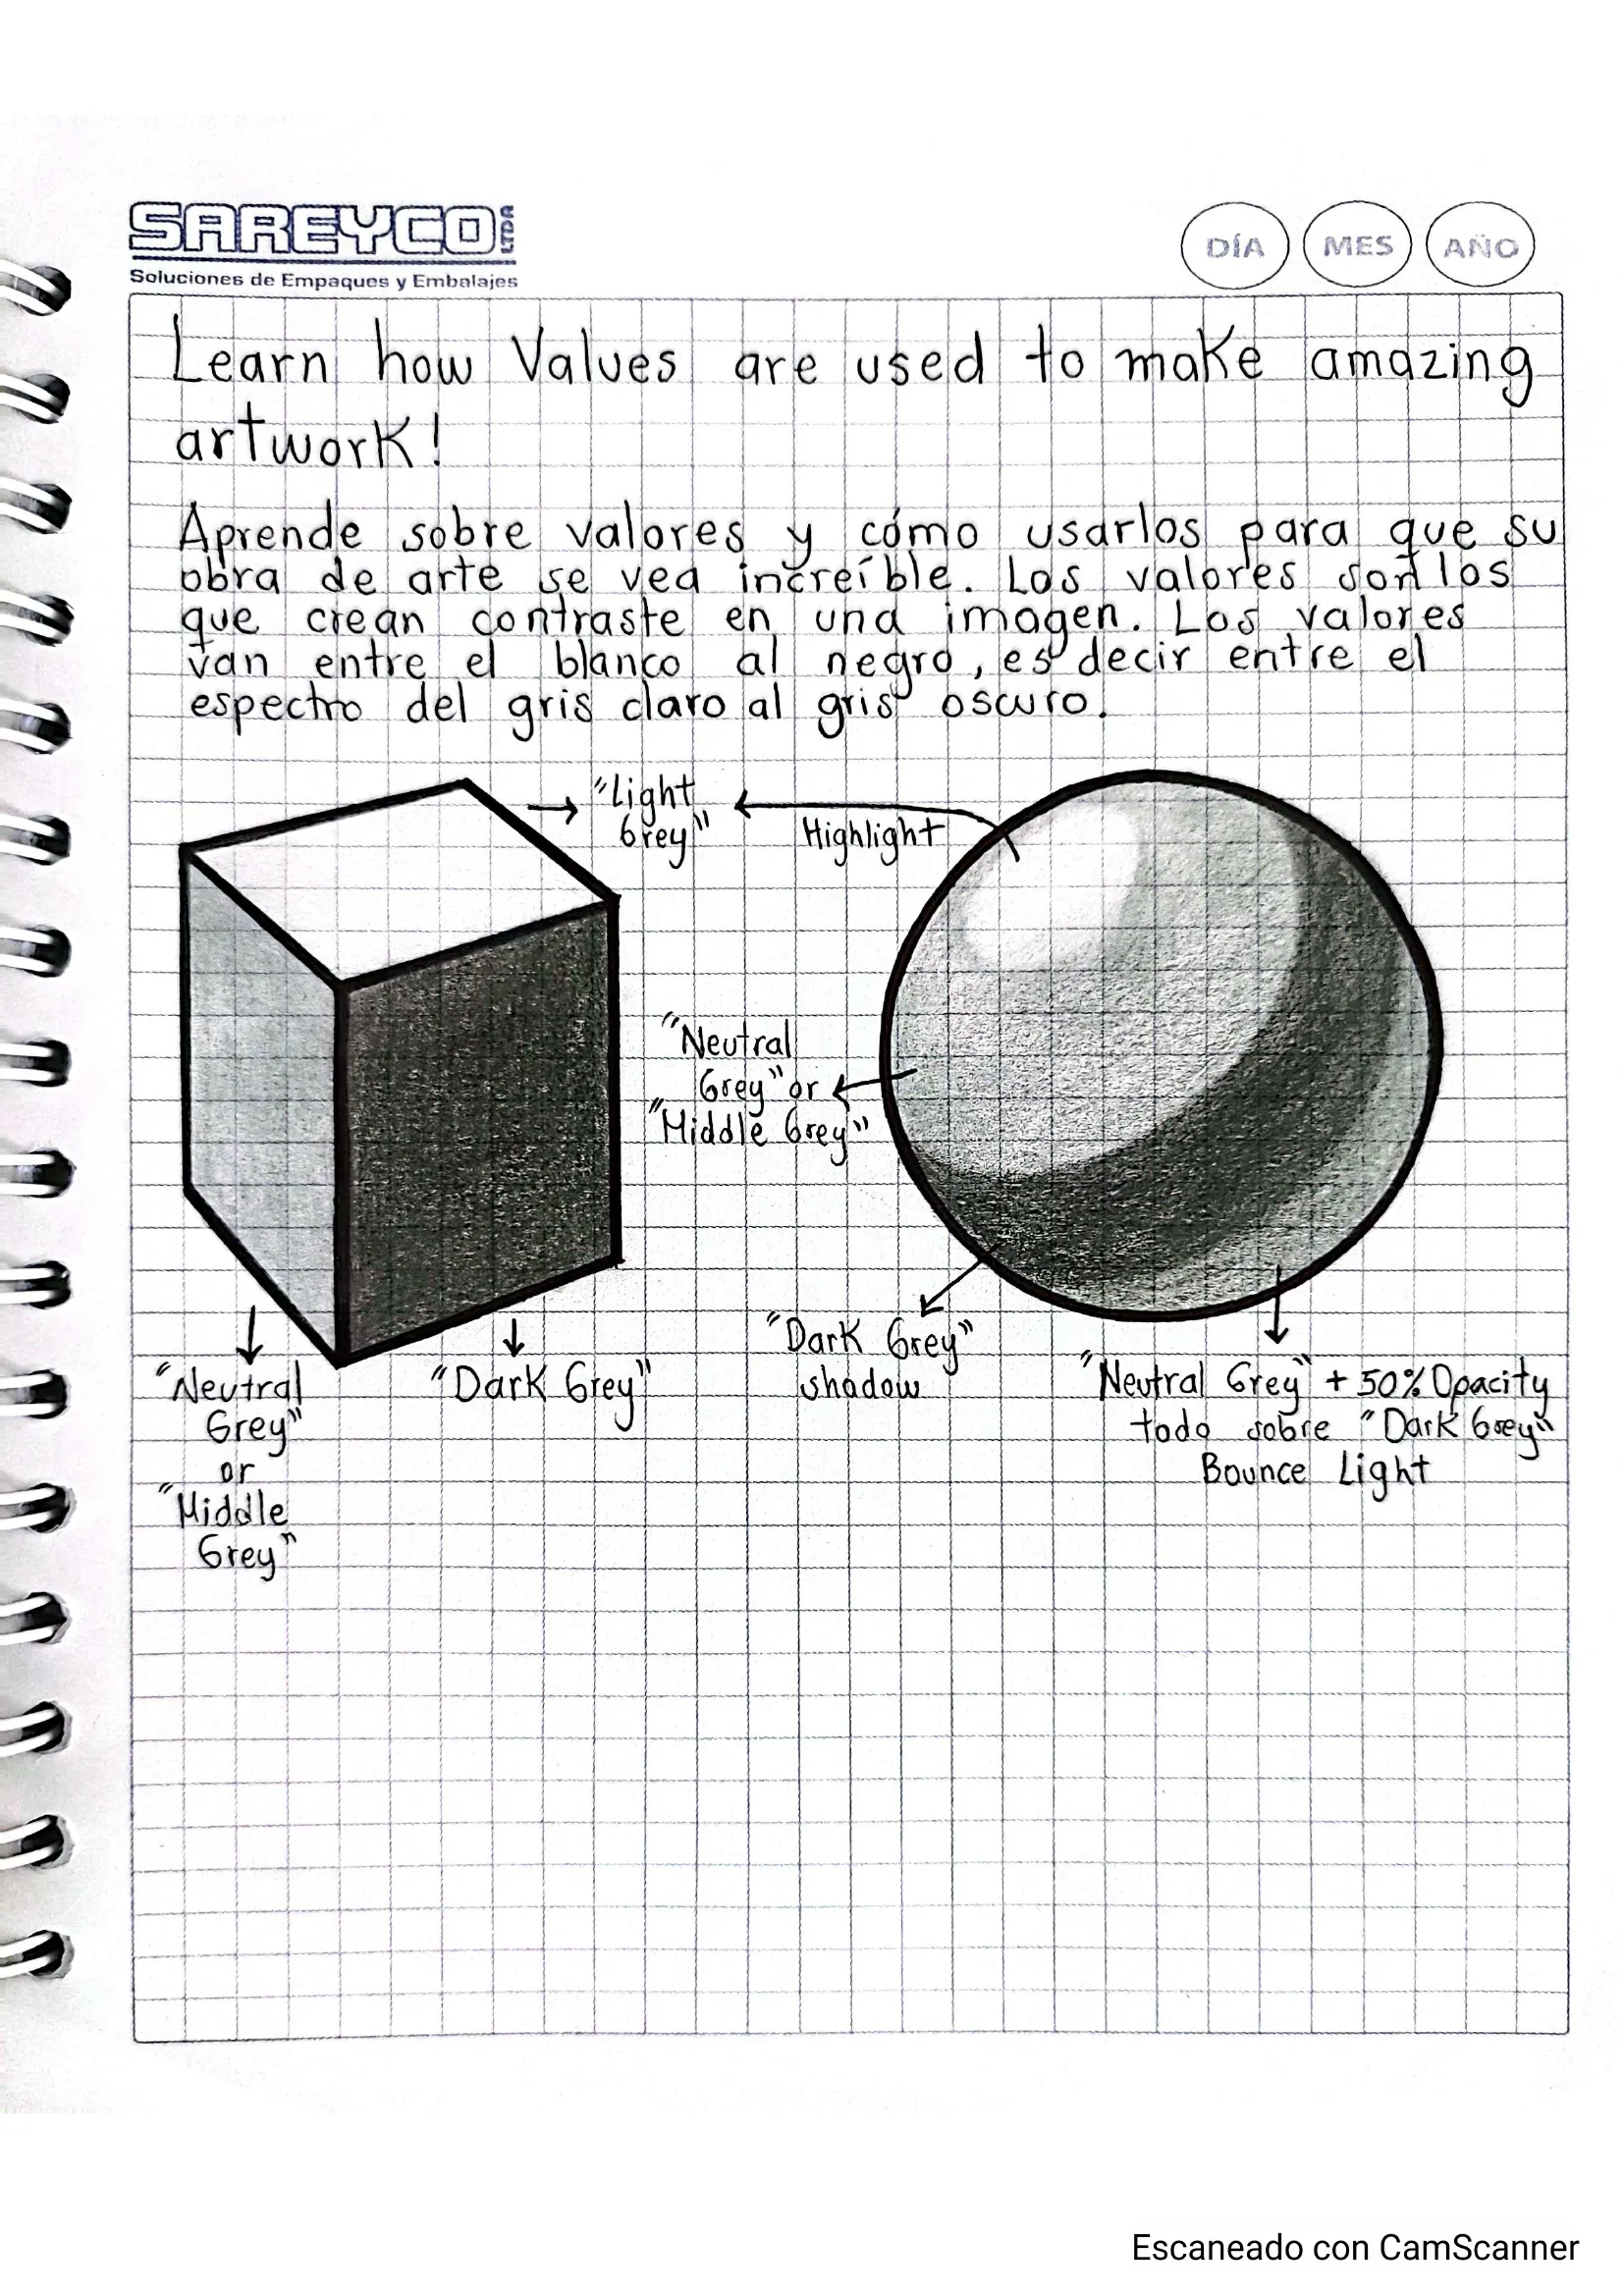 SAREYCO LTDA
Soluciones de Empaques y Embalajes
DÍA MES AÑO
Learn how Values are used to make amazing
artwork!
Aprende sobre valores y cómo usarlos para que su
obra de arte se vea increíble. Los valores son los
que crean contraste en una imagen. Los valores
van entre el blanco al negro, es decir entre el
espectro del gris claro al gris oscuro.
"Light
Grey"
Highlight
"Neutral
Grey" or
"Middle Grey"
"Neutral
Grey"
or
"Middle
Grey"
"Dark Grey"
"Dark Grey"
shadow
"Neutral Grey" + 50% Opacity
todo sobre "Dark Grey"
Bounce Light
Escaneado con CamScanner